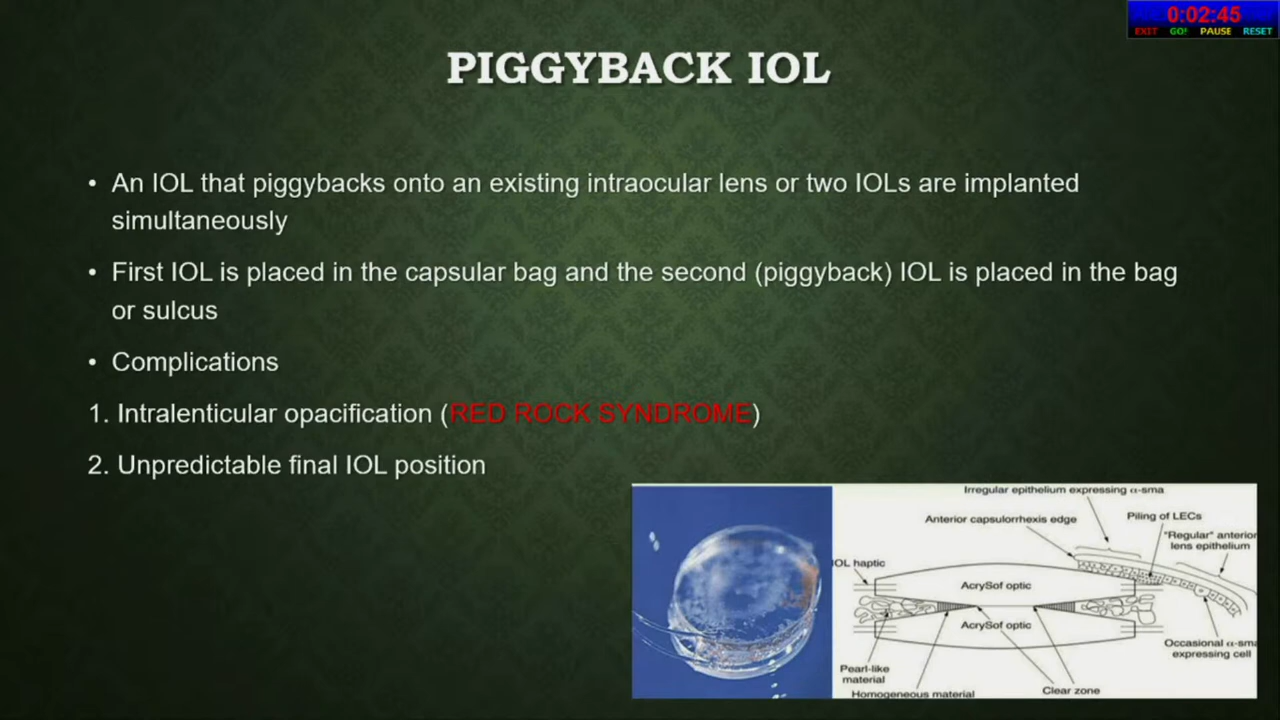 0:02:45
EXIT GO! PAUSE RESET
PIGGYBACK IOL
• An IOL that piggybacks onto an existing intraocular lens or two IOLs are implanted
simultaneously
• First IOL is placed in the capsular bag and the second (piggyback) IOL is placed in the bag
or sulcus
• Complications
1. Intralenticular opacification (RED ROCK SYNDROME)
2. Unpredictable final IOL position
Irregular epithelium expressing α-sma
Anterior capsulorrhexis edge
Piling of LECs
"Regular" anterior
lens epithelium
IOL haptic
AcrySof optic
AcrySof optic
Occasional α-sma
expressing cell
Pearl-like
material
Homogeneous material
Clear zone